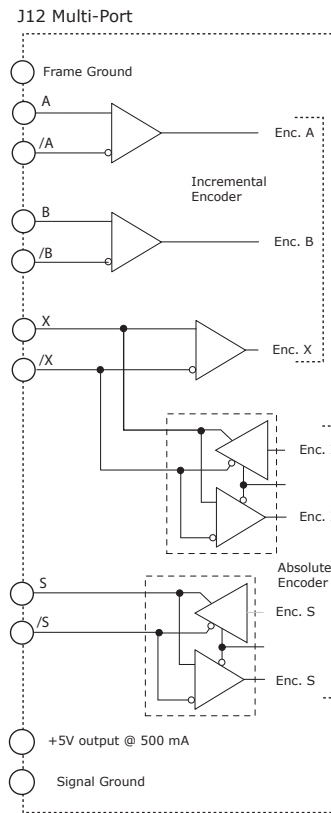 J12 Multi-Port
Frame Ground
A
/A
Enc. A
Incremental
Encoder
B
/B
Enc. B
X
/X
Enc. X
Enc.
Enc.
Absolute
Encoder
S
/S
Enc. S
Enc. S
+5V output @ 500 mA
Signal Ground